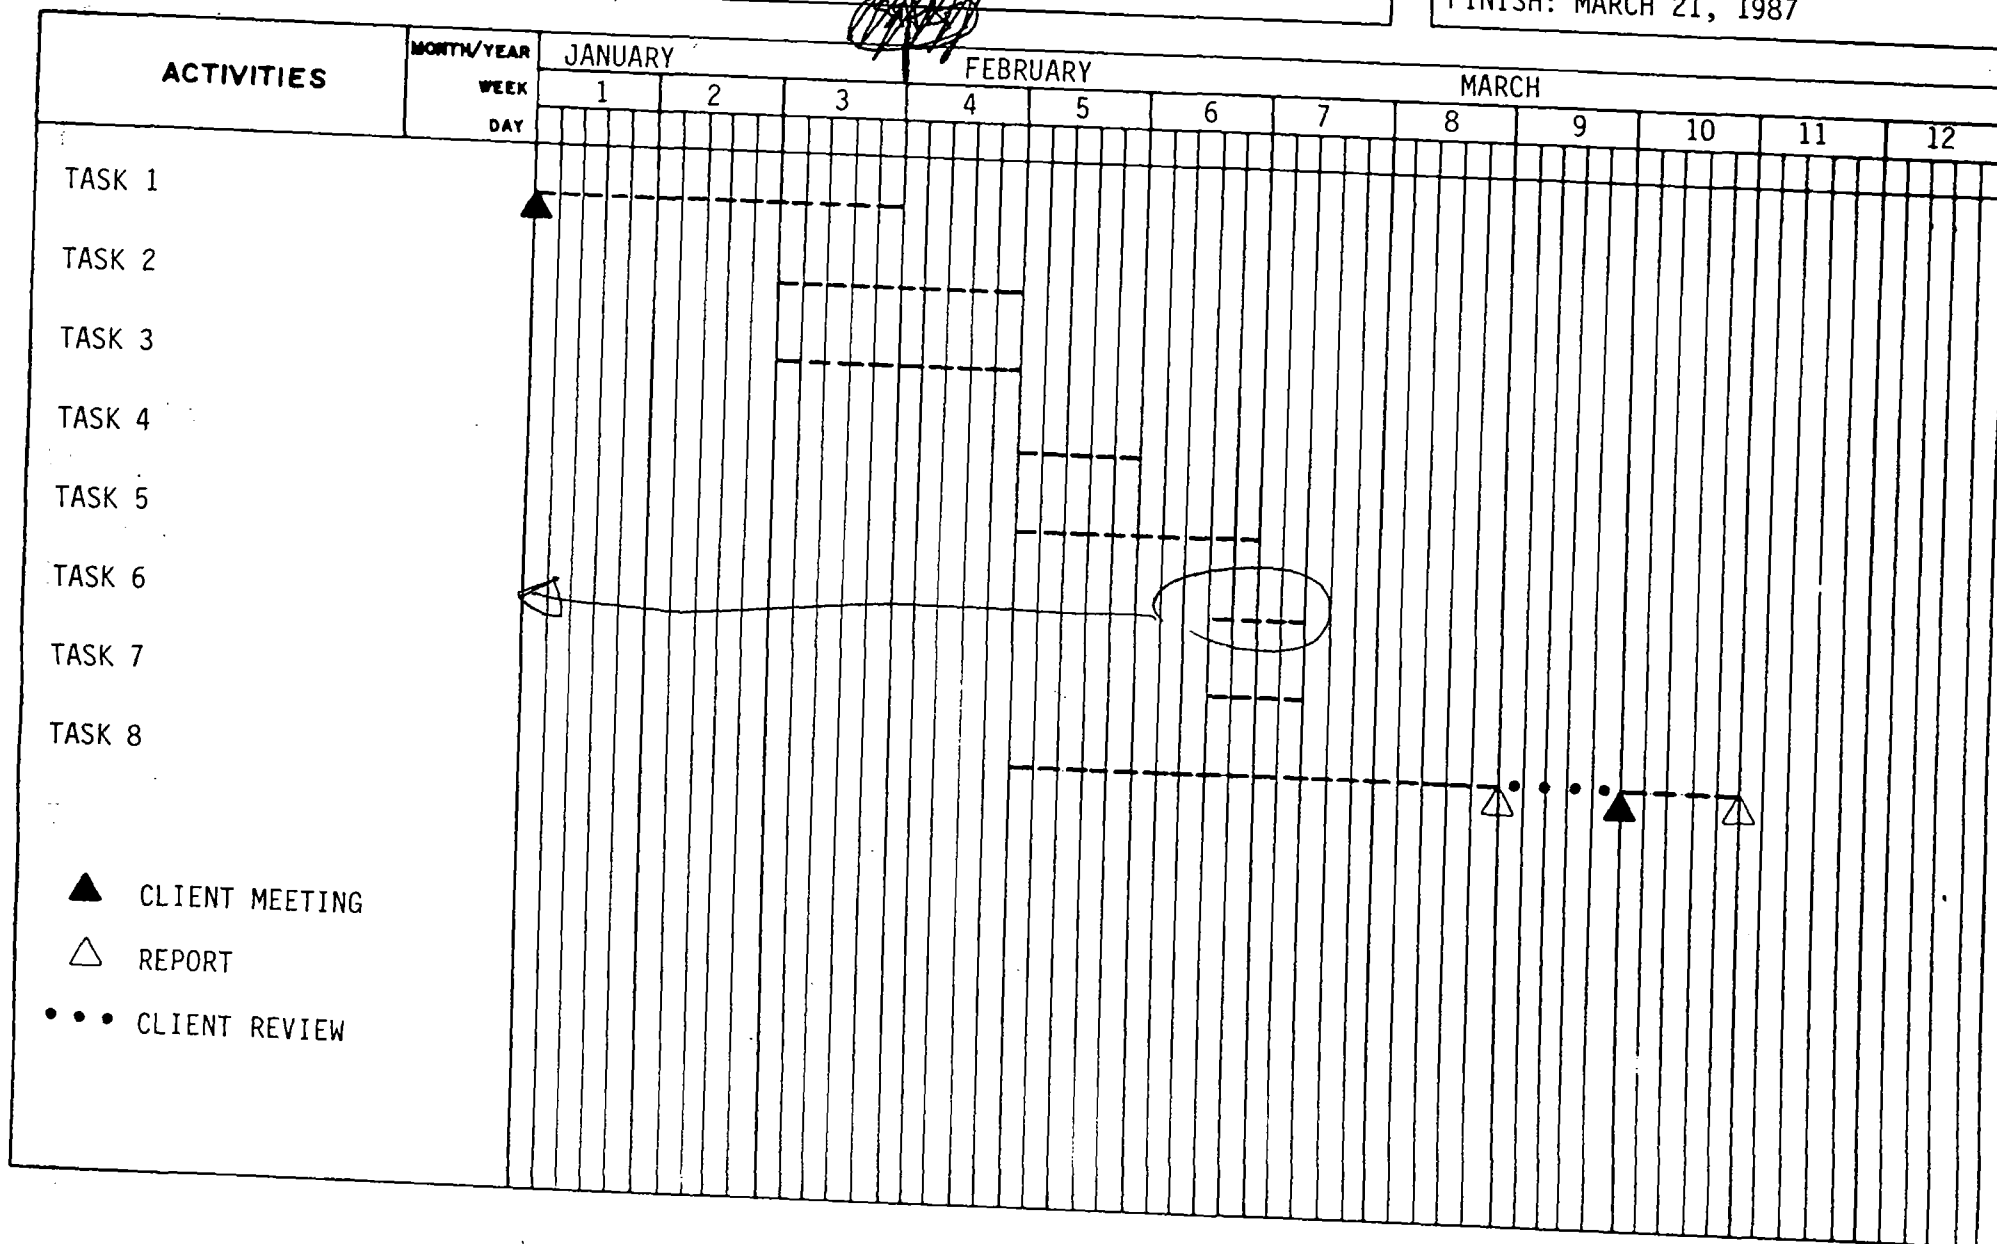 FINISH: MARCH 21, 1987
ACTIVITIES
MONTH/YEAR JANUARY FEBRUARY MARCH
WEEK 1 2 3 4 5 6 7 8 9 10 11 12
DAY
TASK 1
TASK 2
TASK 3
TASK 4
TASK 5
TASK 6
TASK 7
TASK 8
CLIENT MEETING
REPORT
CLIENT REVIEW